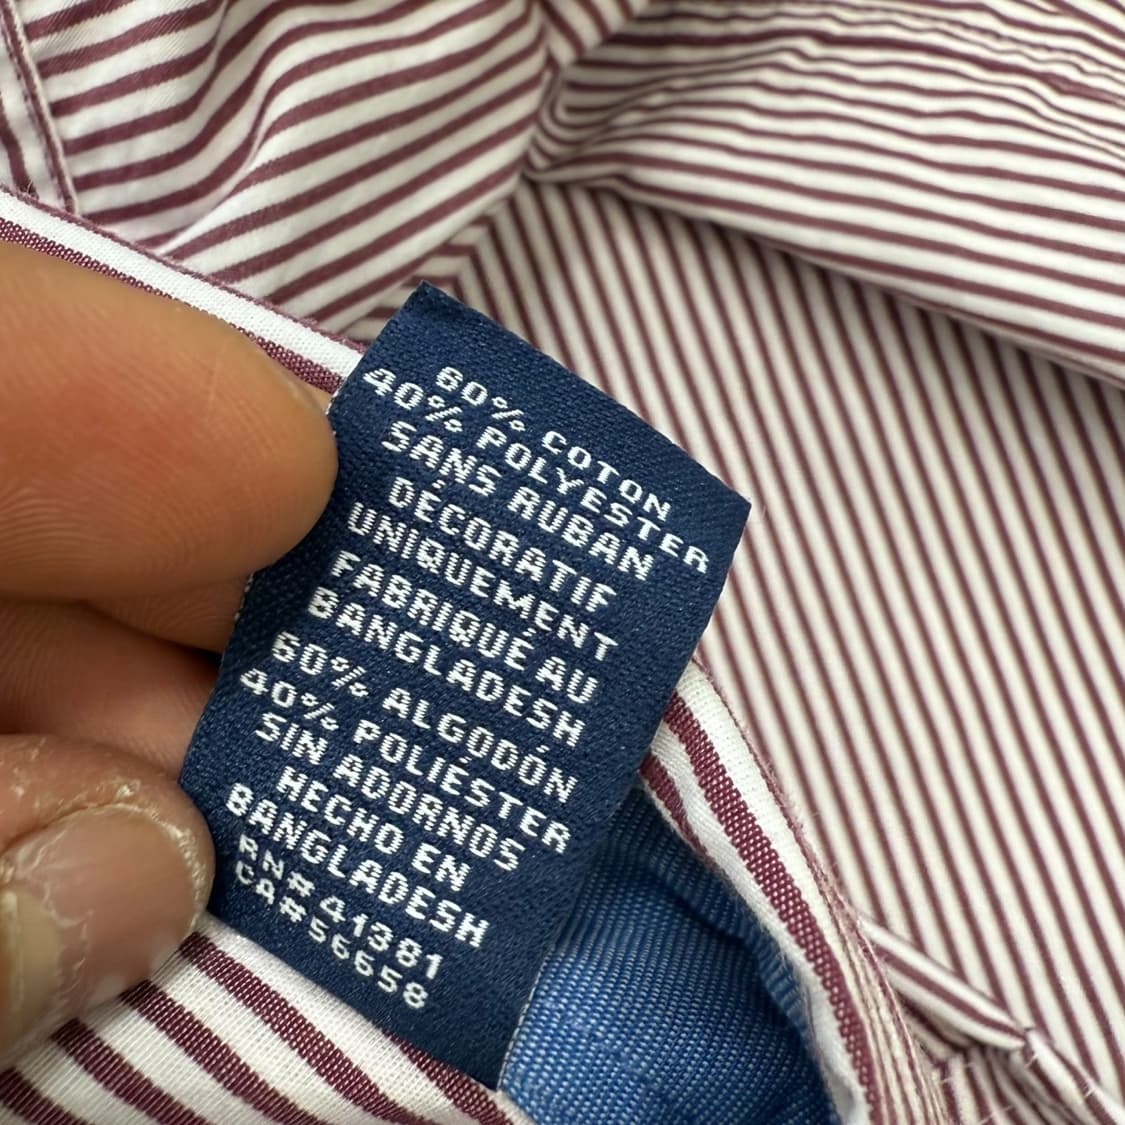 60% COTON
40% POLYESTER
SANS RUBAN
DÉCORATIF
UNIQUEMENT
FABRIQUÉ AU
BANGLADESH
60% ALGODÓN
40% POLIÉSTER
SIN ADORNOS
HECHO EN
BANGLADESH
RN# 41381
CA#56658